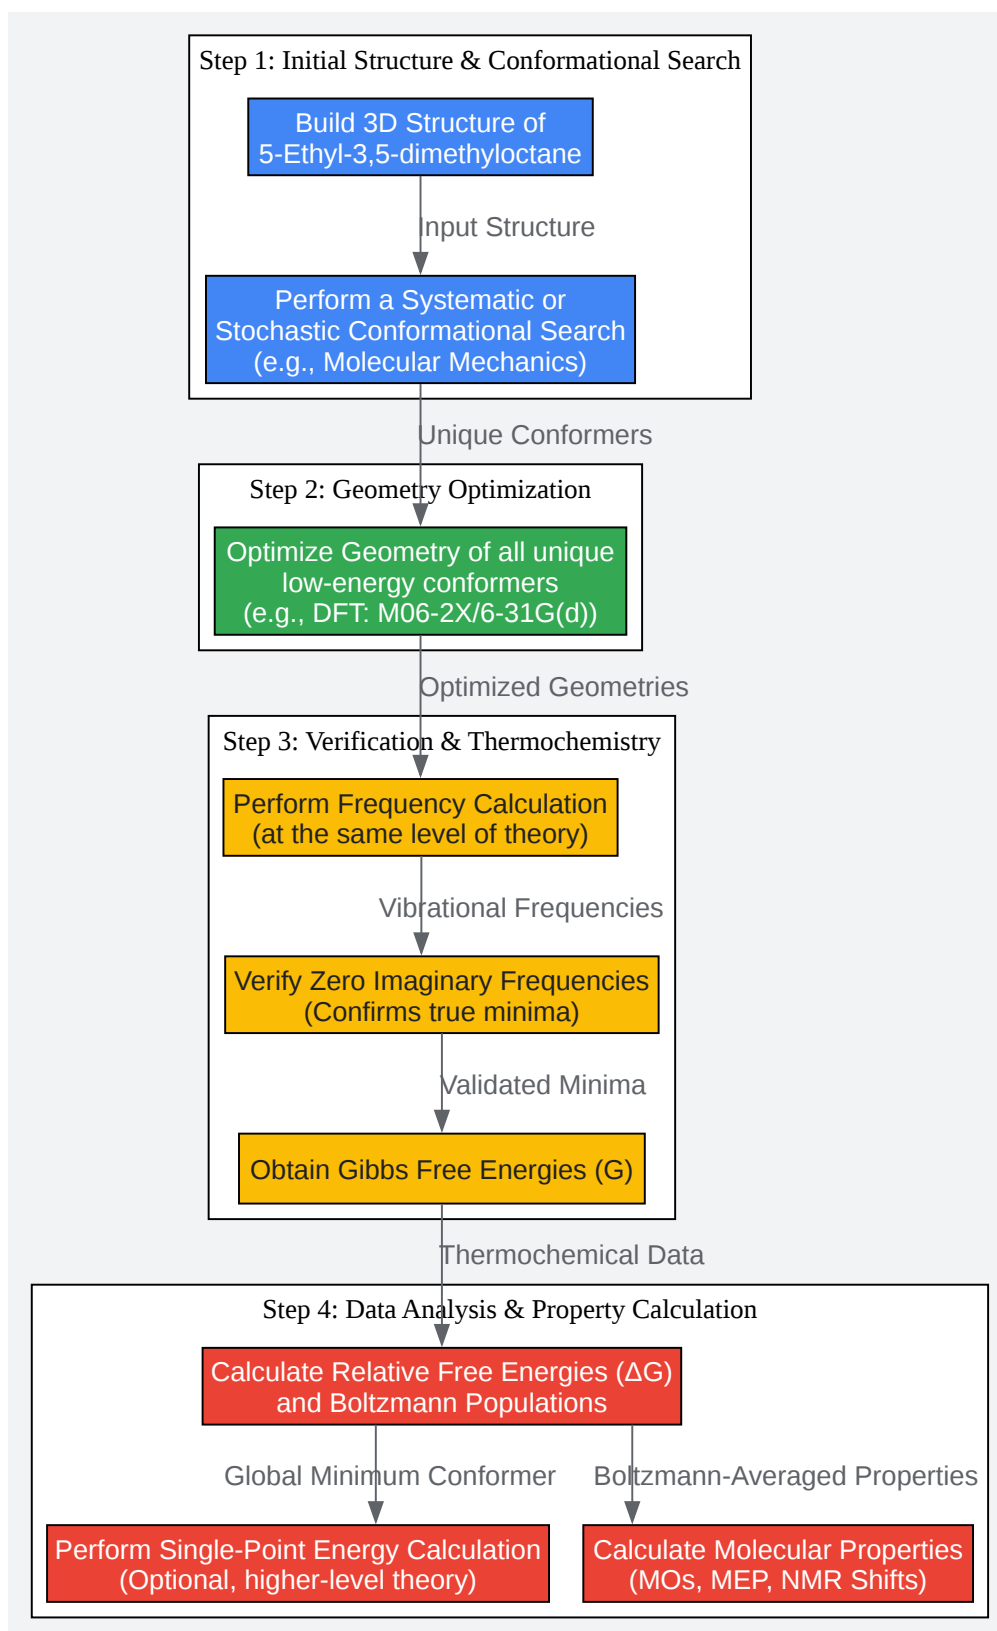 Step 1: Initial Structure & Conformational Search
Build 3D Structure of
5-Ethyl-3,5-dimethyloctane
Input Structure
Perform a Systematic or
Stochastic Conformational Search
(e.g., Molecular Mechanics)
Unique Conformers
Step 2: Geometry Optimization
Optimize Geometry of all unique
low-energy conformers
(e.g., DFT: M06-2X/6-31G(d))
Optimized Geometries
Step 3: Verification & Thermochemistry
Perform Frequency Calculation
(at the same level of theory)
Vibrational Frequencies
Verify Zero Imaginary Frequencies
(Confirms true minima)
Validated Minima
Obtain Gibbs Free Energies (G)
Thermochemical Data
Step 4: Data Analysis & Property Calculation
Calculate Relative Free Energies (ΔG)
and Boltzmann Populations
Global Minimum Conformer
Boltzmann-Averaged Properties
Perform Single-Point Energy Calculation
(Optional, higher-level theory)
Calculate Molecular Properties
(MOs, MEP, NMR Shifts)